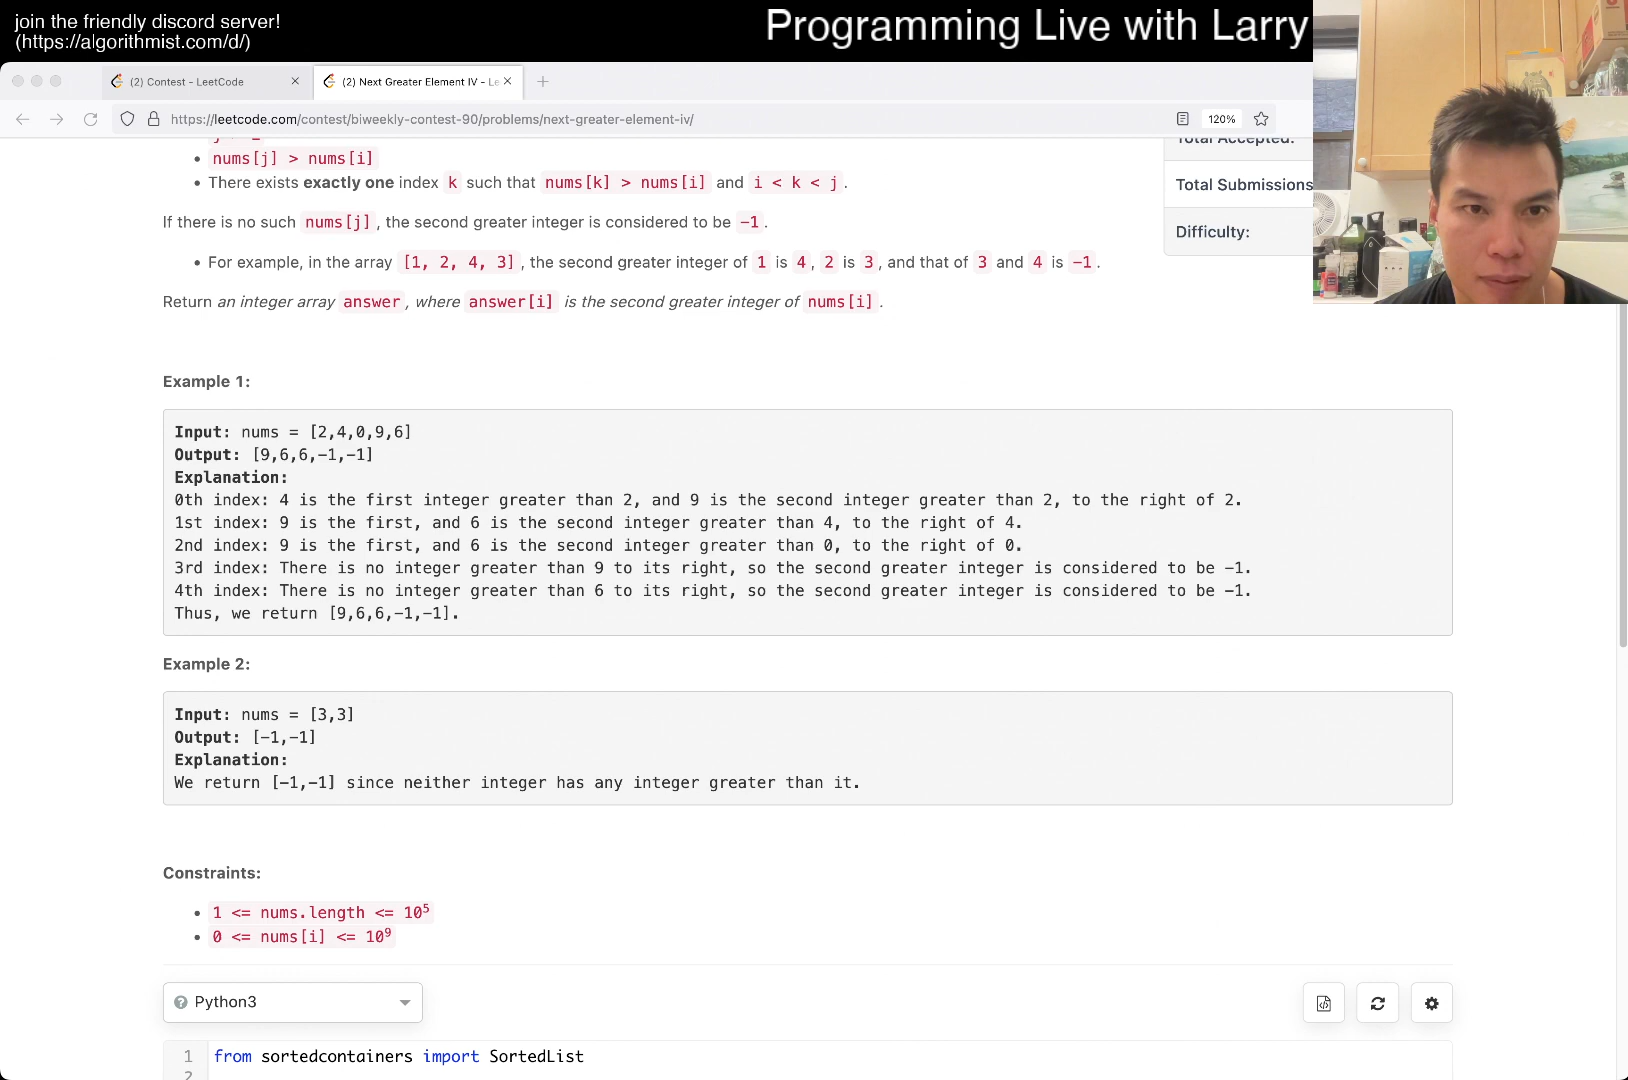 join the friendly discord server!
(https://algorithmist.com/d/)
Programming Live with Larry
(2) Contest - LeetCode
(2) Next Greater Element IV - Le
https://leetcode.com/contest/biweekly-contest-90/problems/next-greater-element-iv/
120%
• nums[j] > nums[i]
• There exists exactly one index k such that nums[k] > nums[i] and i < k < j.
If there is no such nums[j], the second greater integer is considered to be -1.
• For example, in the array [1, 2, 4, 3], the second greater integer of 1 is 4, 2 is 3, and that of 3 and 4 is -1.
Return an integer array answer, where answer[i] is the second greater integer of nums[i].
Total Accepted:
Total Submissions
Difficulty:
Example 1:
Input: nums = [2,4,0,9,6]
Output: [9,6,6,-1,-1]
Explanation:
0th index: 4 is the first integer greater than 2, and 9 is the second integer greater than 2, to the right of 2.
1st index: 9 is the first, and 6 is the second integer greater than 4, to the right of 4.
2nd index: 9 is the first, and 6 is the second integer greater than 0, to the right of 0.
3rd index: There is no integer greater than 9 to its right, so the second greater integer is considered to be -1.
4th index: There is no integer greater than 6 to its right, so the second greater integer is considered to be -1.
Thus, we return [9,6,6,-1,-1].
Example 2:
Input: nums = [3,3]
Output: [-1,-1]
Explanation:
We return [-1,-1] since neither integer has any integer greater than it.
Constraints:
• 1 <= nums.length <= 10⁵
• 0 <= nums[i] <= 10⁹
Python3
1 from sortedcontainers import SortedList
2